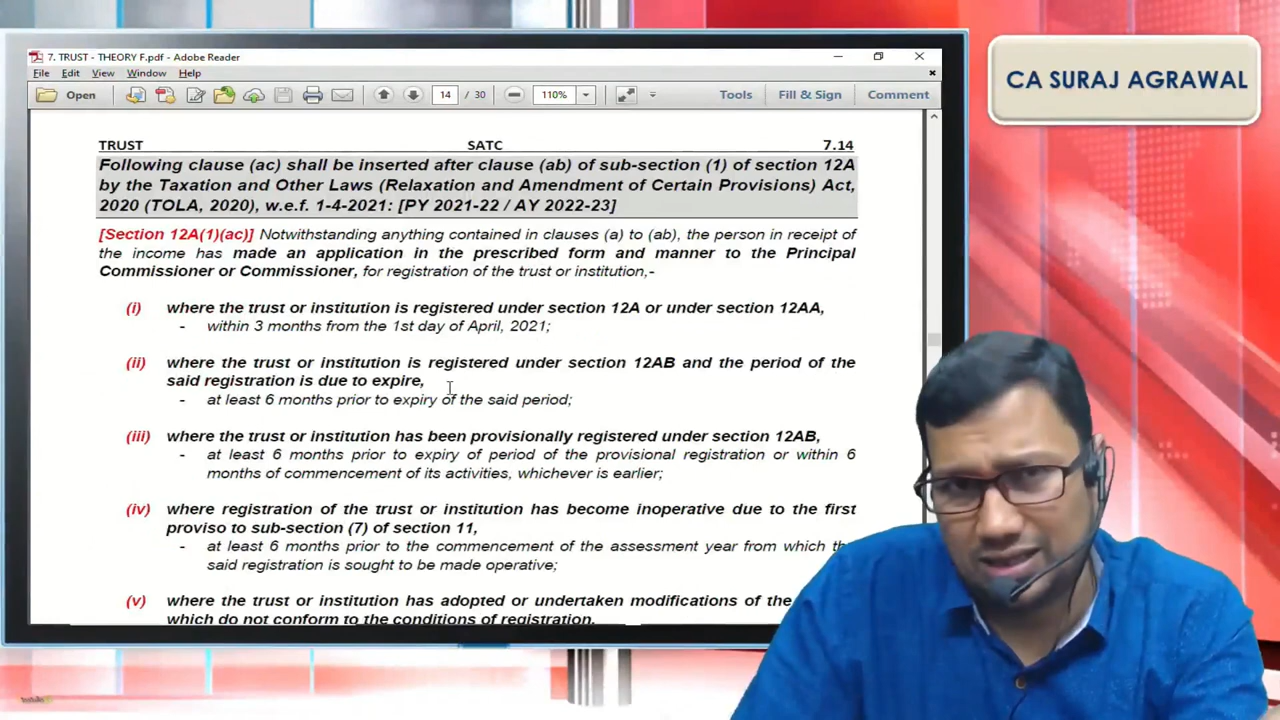 7. TRUST - THEORY F.pdf - Adobe Reader
File Edit View Window Help
Open 14 / 30 110% Tools Fill & Sign Comment
CA SURAJ AGRAWAL
TRUST SATC 7.14
Following clause (ac) shall be inserted after clause (ab) of sub-section (1) of section 12A
by the Taxation and Other Laws (Relaxation and Amendment of Certain Provisions) Act,
2020 (TOLA, 2020), w.e.f. 1-4-2021: [PY 2021-22 / AY 2022-23]
[Section 12A(1)(ac)] Notwithstanding anything contained in clauses (a) to (ab), the person in receipt of
the income has made an application in the prescribed form and manner to the Principal
Commissioner or Commissioner, for registration of the trust or institution,-
(i) where the trust or institution is registered under section 12A or under section 12AA,
- within 3 months from the 1st day of April, 2021;
(ii) where the trust or institution is registered under section 12AB and the period of the
said registration is due to expire,
- at least 6 months prior to expiry of the said period;
(iii) where the trust or institution has been provisionally registered under section 12AB,
- at least 6 months prior to expiry of period of the provisional registration or within 6
months of commencement of its activities, whichever is earlier;
(iv) where registration of the trust or institution has become inoperative due to the first
proviso to sub-section (7) of section 11,
- at least 6 months prior to the commencement of the assessment year from which
said registration is sought to be made operative;
(v) where the trust or institution has adopted or undertaken modifications of the
which do not conform to the conditions of registration,